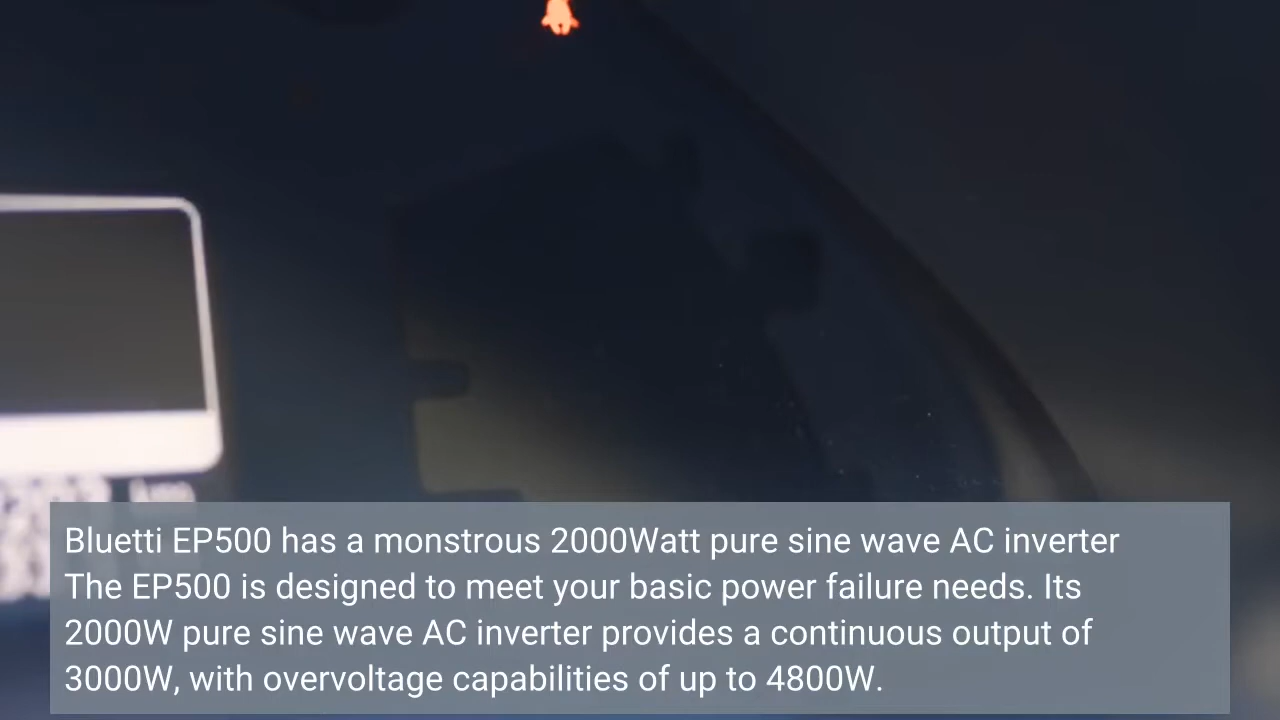 Bluetti EP500 has a monstrous 2000Watt pure sine wave AC inverter
The EP500 is designed to meet your basic power failure needs. Its
2000W pure sine wave AC inverter provides a continuous output of
3000W, with overvoltage capabilities of up to 4800W.